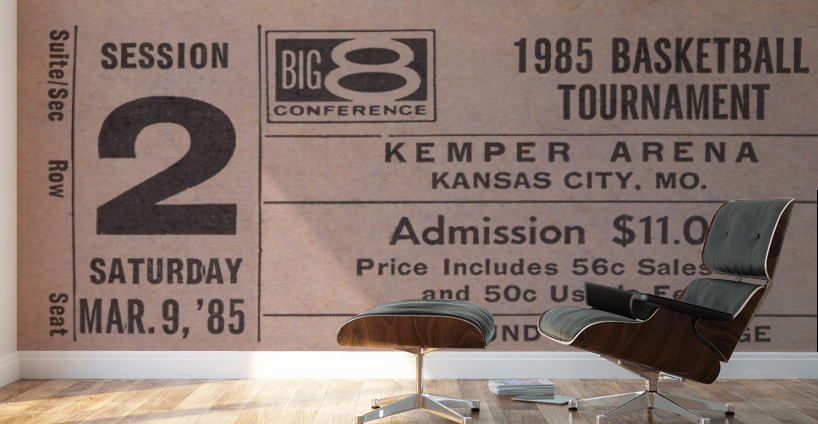 Suite/Sec
Row
Seat
SESSION
2
SATURDAY
MAR. 9, '85
BIG 8
CONFERENCE
1985 BASKETBALL
TOURNAMENT
KEMPER ARENA
KANSAS CITY, MO.
Admission $11.0
Price Includes 56c Sales
and 50c